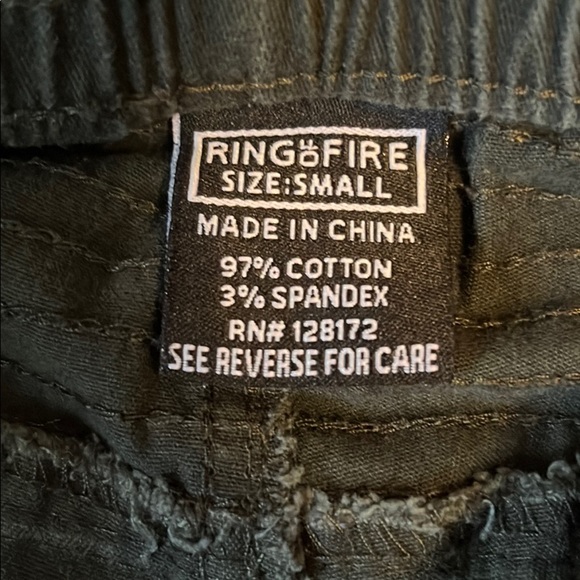 RING OF FIRE
SIZE:SMALL
MADE IN CHINA
97% COTTON
3% SPANDEX
RN# 128172
SEE REVERSE FOR CARE